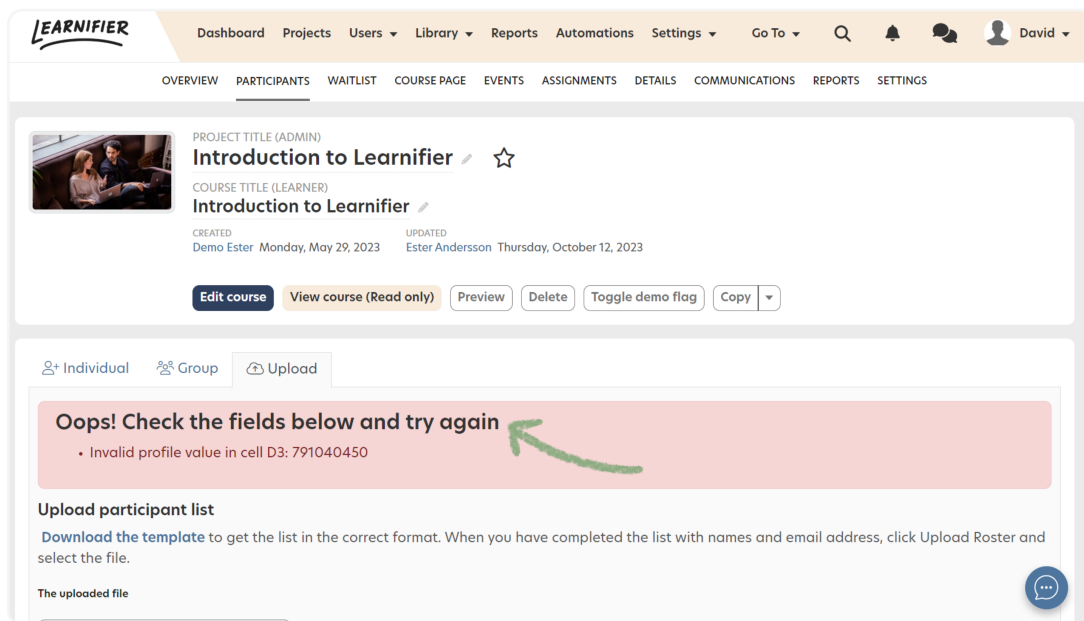 LEARNIFIER
Dashboard Projects Users Library Reports Automations Settings Go To David
OVERVIEW PARTICIPANTS WAITLIST COURSE PAGE EVENTS ASSIGNMENTS DETAILS COMMUNICATIONS REPORTS SETTINGS
PROJECT TITLE (ADMIN)
Introduction to Learnifier
COURSE TITLE (LEARNER)
Introduction to Learnifier
CREATED UPDATED
Demo Ester Monday, May 29, 2023 Ester Andersson Thursday, October 12, 2023
Edit course View course (Read only) Preview Delete Toggle demo flag Copy
Individual Group Upload
Oops! Check the fields below and try again
• Invalid profile value in cell D3: 791040450
Upload participant list
Download the template to get the list in the correct format. When you have completed the list with names and email address, click Upload Roster and
select the file.
The uploaded file